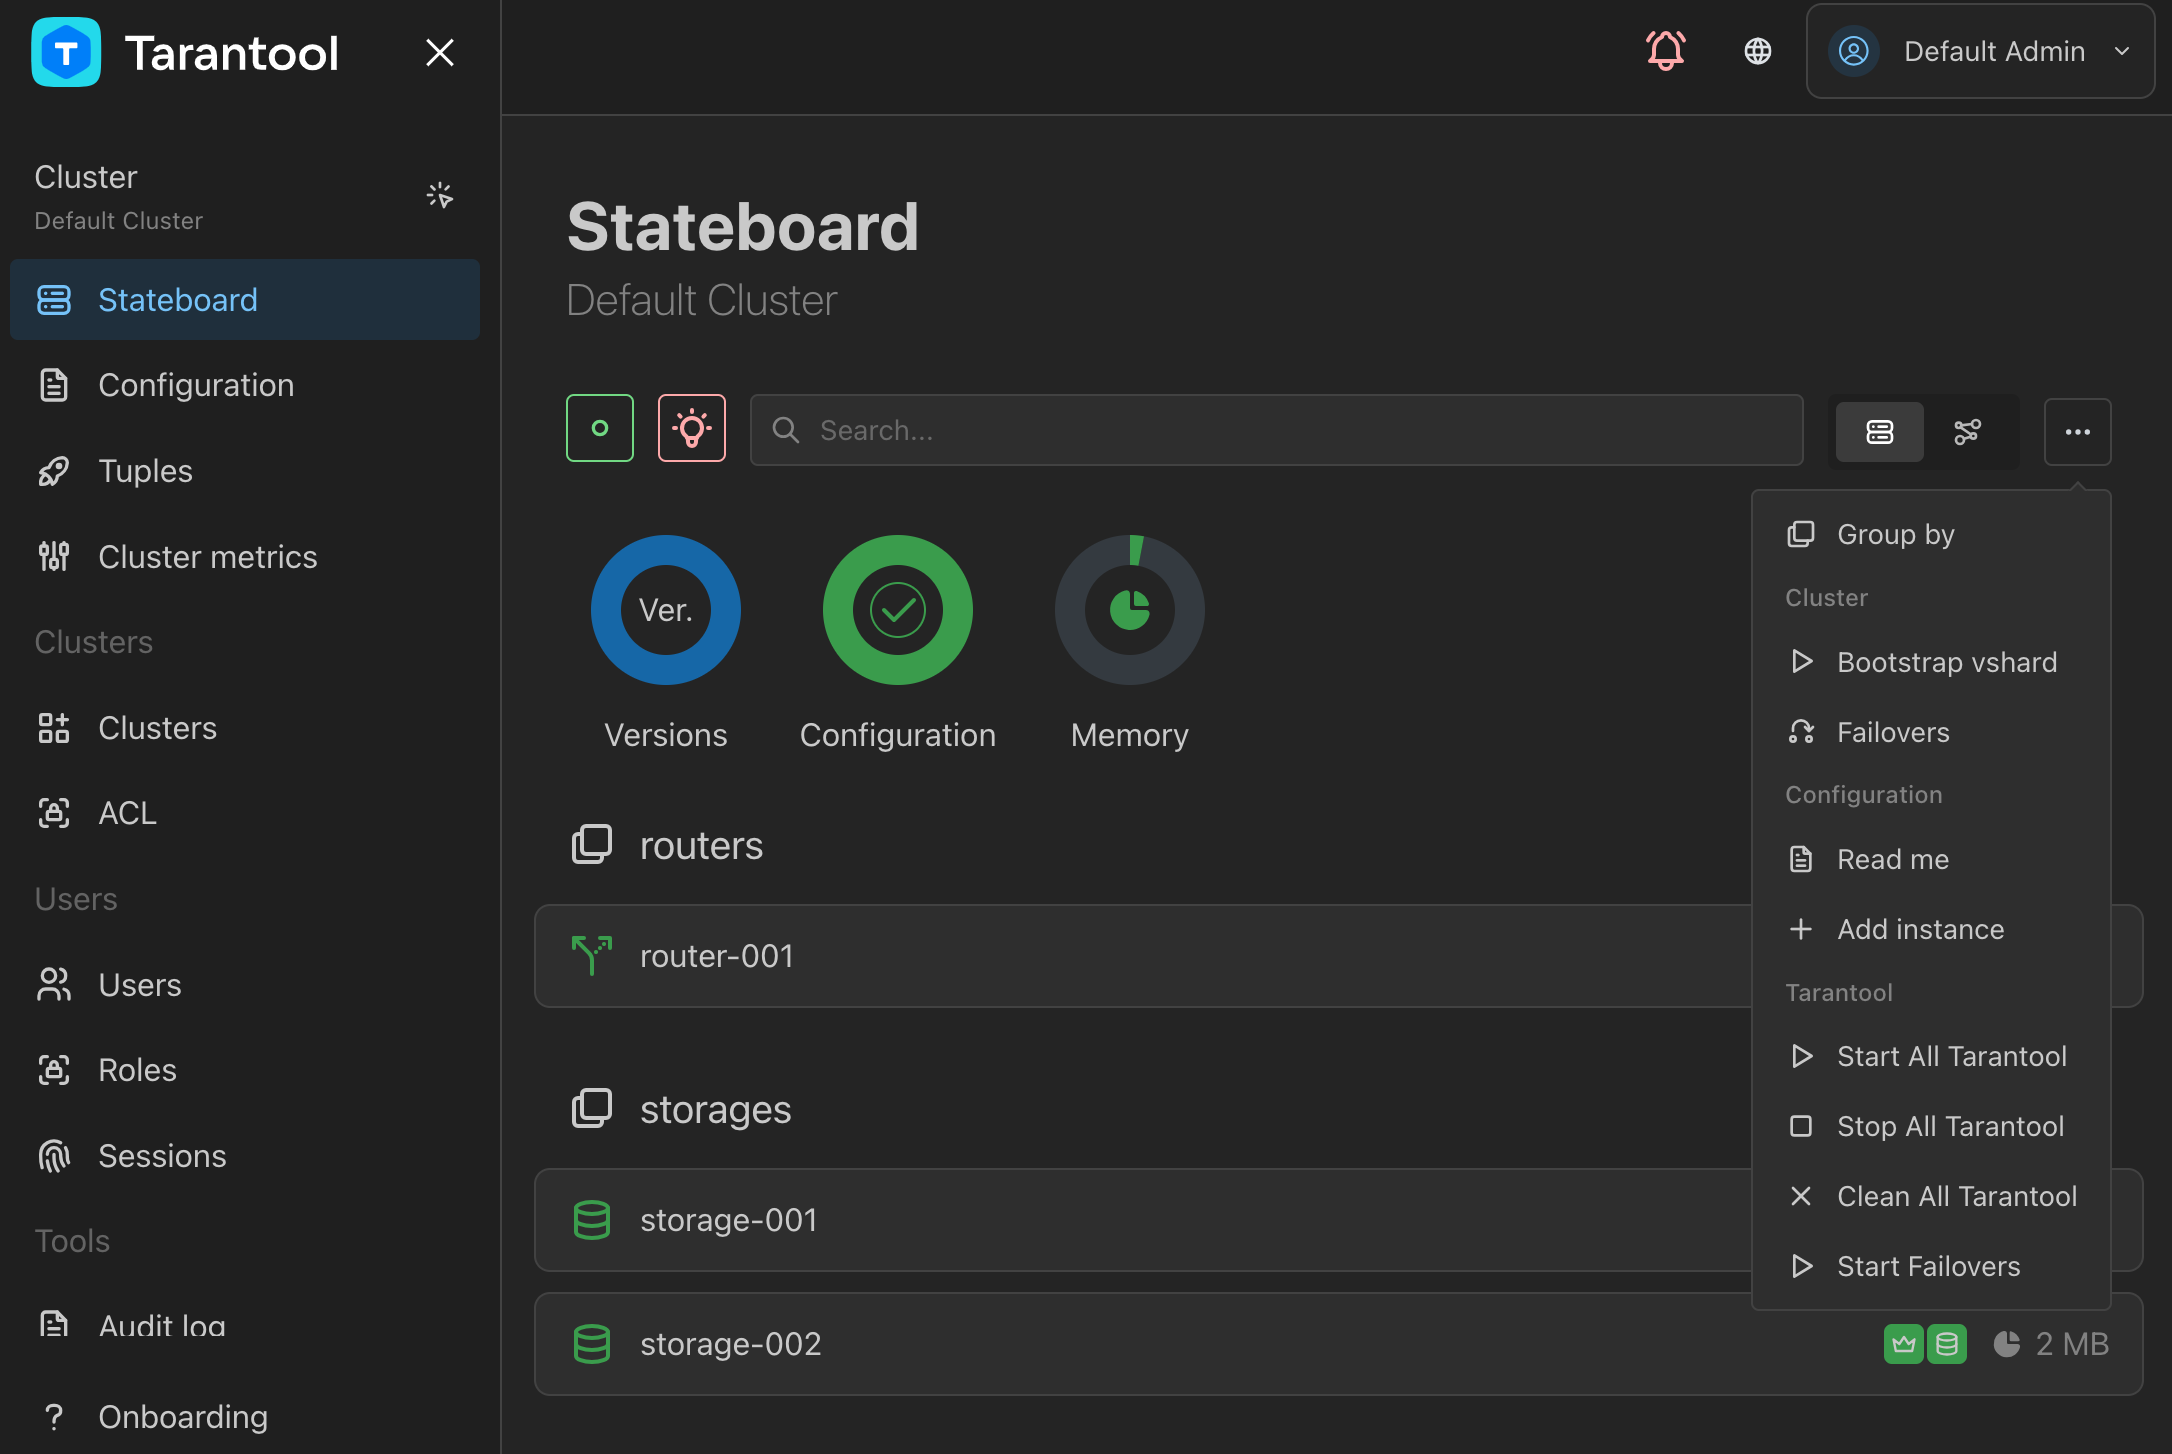 Tarantool
Default Admin
Cluster
Default Cluster
Stateboard
Configuration
Tuples
Cluster metrics
Clusters
Clusters
ACL
Users
Users
Roles
Sessions
Tools
Audit log
Onboarding
Stateboard
Default Cluster
Search...
Ver.
Versions
Configuration
Memory
routers
router-001
storages
storage-001
storage-002
2 MB
Group by
Cluster
Bootstrap vshard
Failovers
Configuration
Read me
Add instance
Tarantool
Start All Tarantool
Stop All Tarantool
Clean All Tarantool
Start Failovers